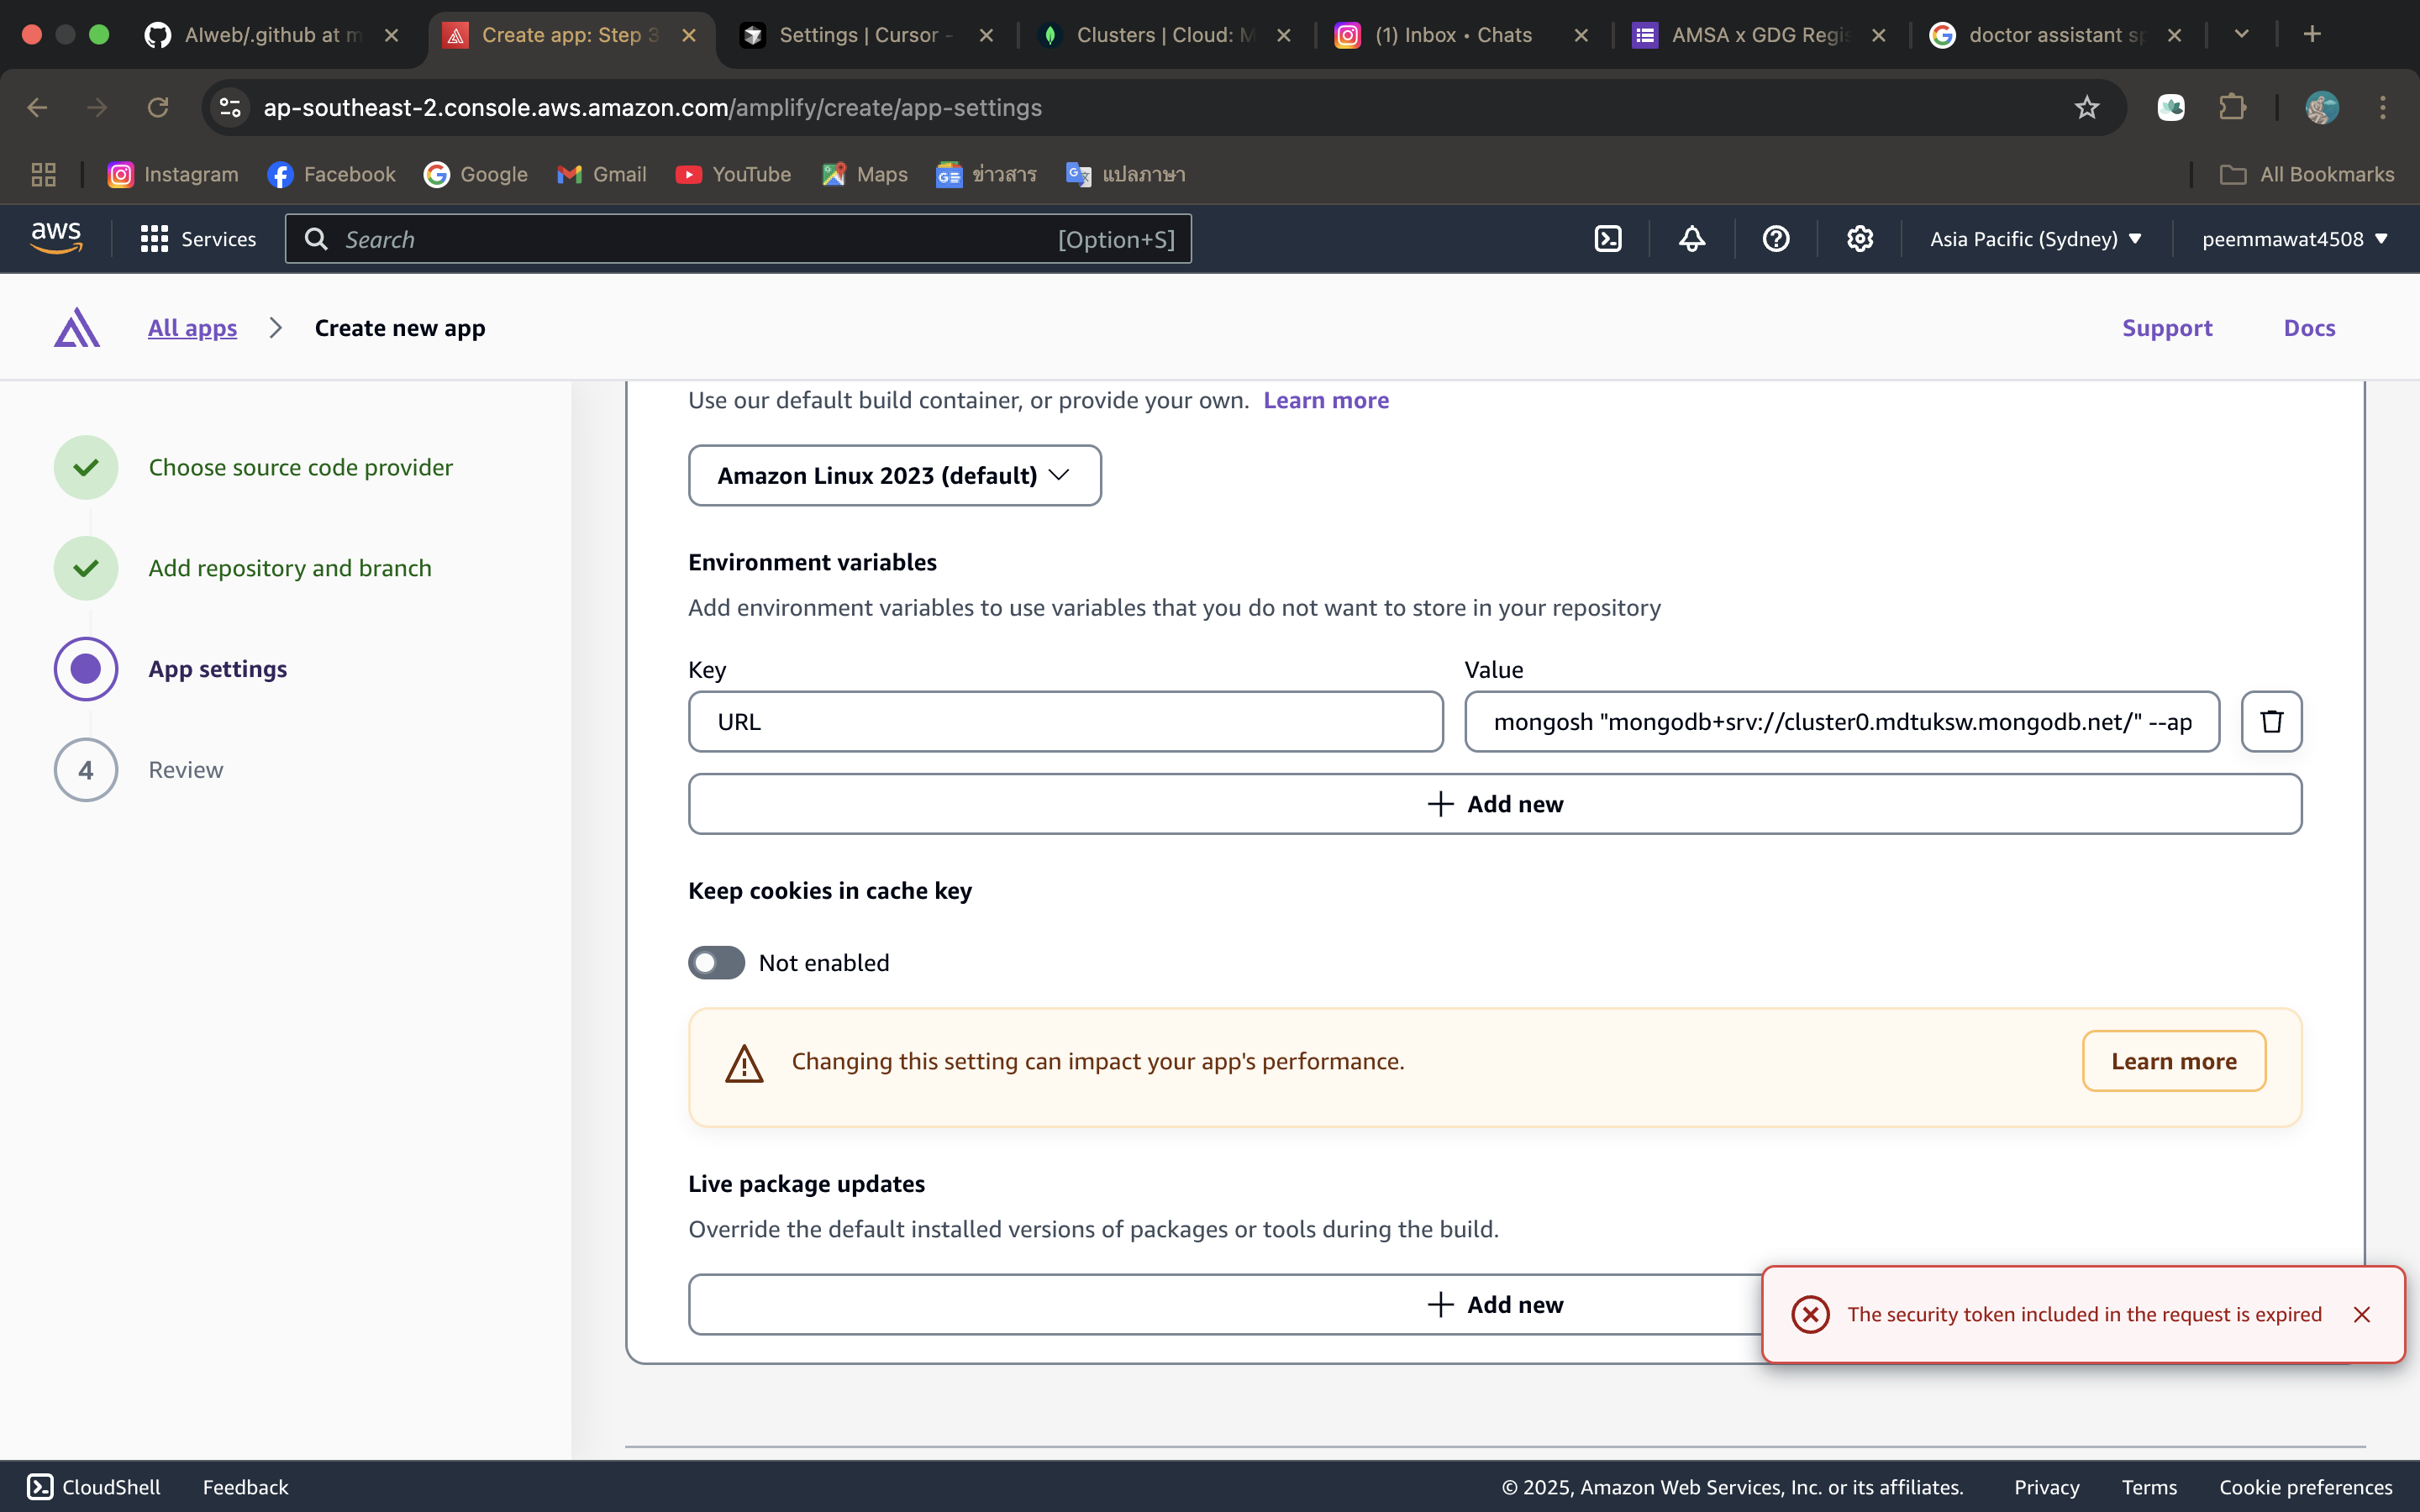 AIweb/.github at m
Create app: Step 3
Settings | Cursor -
Clusters | Cloud: M
(1) Inbox • Chats
AMSA x GDG Regis
doctor assistant sp
ap-southeast-2.console.aws.amazon.com/amplify/create/app-settings
Instagram
Facebook
Google
Gmail
YouTube
Maps
ข่าวสาร
แปลภาษา
All Bookmarks
aws
Services
Search
[Option+S]
Asia Pacific (Sydney)
peemmawat4508
All apps
Create new app
Support
Docs
Choose source code provider
Add repository and branch
App settings
4
Review
Use our default build container, or provide your own. Learn more
Amazon Linux 2023 (default)
Environment variables
Add environment variables to use variables that you do not want to store in your repository
Key
Value
URL
mongosh "mongodb+srv://cluster0.mdtuksw.mongodb.net/" --ap
Add new
Keep cookies in cache key
Not enabled
Changing this setting can impact your app's performance.
Learn more
Live package updates
Override the default installed versions of packages or tools during the build.
Add new
The security token included in the request is expired
CloudShell
Feedback
© 2025, Amazon Web Services, Inc. or its affiliates.
Privacy
Terms
Cookie preferences